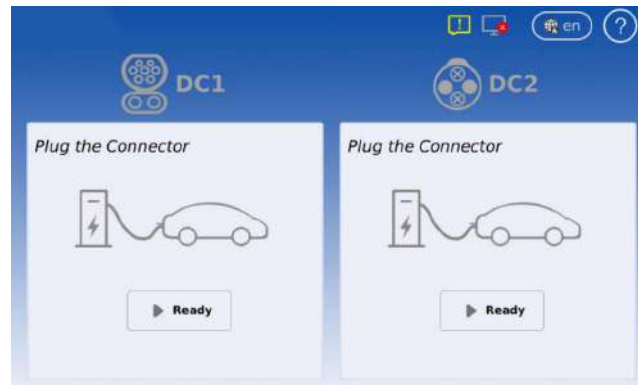 en
?
DC1
DC2
Plug the Connector
Plug the Connector
Ready
Ready